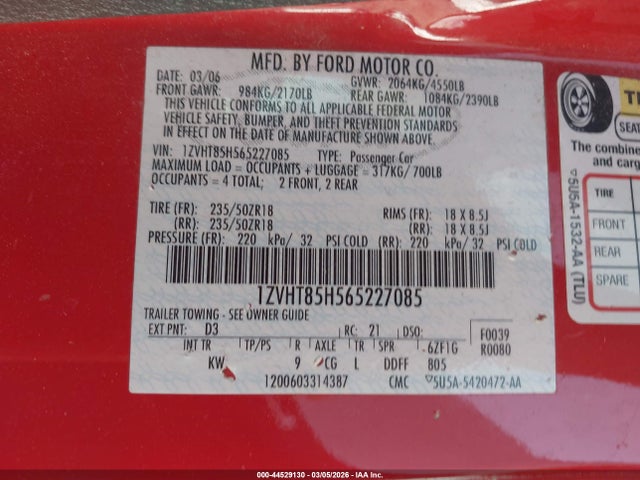 MFD. BY FORD MOTOR CO.
DATE: 03/06 GVWR: 2064KG/4550LB
FRONT GAWR: 984KG/2170LB REAR GAWR: 1084KG/2390LB
THIS VEHICLE CONFORMS TO ALL APPLICABLE FEDERAL MOTOR
VEHICLE SAFETY, BUMPER, AND THEFT PREVENTION STANDARDS
IN EFFECT ON THE DATE OF MANUFACTURE SHOWN ABOVE.
VIN: 1ZVHT85H565227085 TYPE: Passenger Car
MAXIMUM LOAD = OCCUPANTS + LUGGAGE = 317KG/700LB
OCCUPANTS = 4 TOTAL; 2 FRONT, 2 REAR
TIRE (FR): 235/50ZR18 RIMS (FR): 18 X 8.5J
(RR): 235/50ZR18 (RR): 18 X 8.5J
PRESSURE (FR): 220 kPa/ 32 PSI COLD (RR): 220 kPa/ 32 PSI COLD
1ZVHT85H565227085
TRAILER TOWING - SEE OWNER GUIDE
EXT PNT: D3 RC: 21 DSO: F0039
INT TR TP/PS R AXLE TR SPR .6ZF1G R0080
KW 9 CG L DDFF 805
1200603314387 CMC ▽5U5A-5420472-AA
SEAT
The combine
and carg
▽5U5A-1532-AA (TLU)
TIRE
FRONT
REAR
SPARE
000-44529130 - 03/05/2026 - IAA Inc.